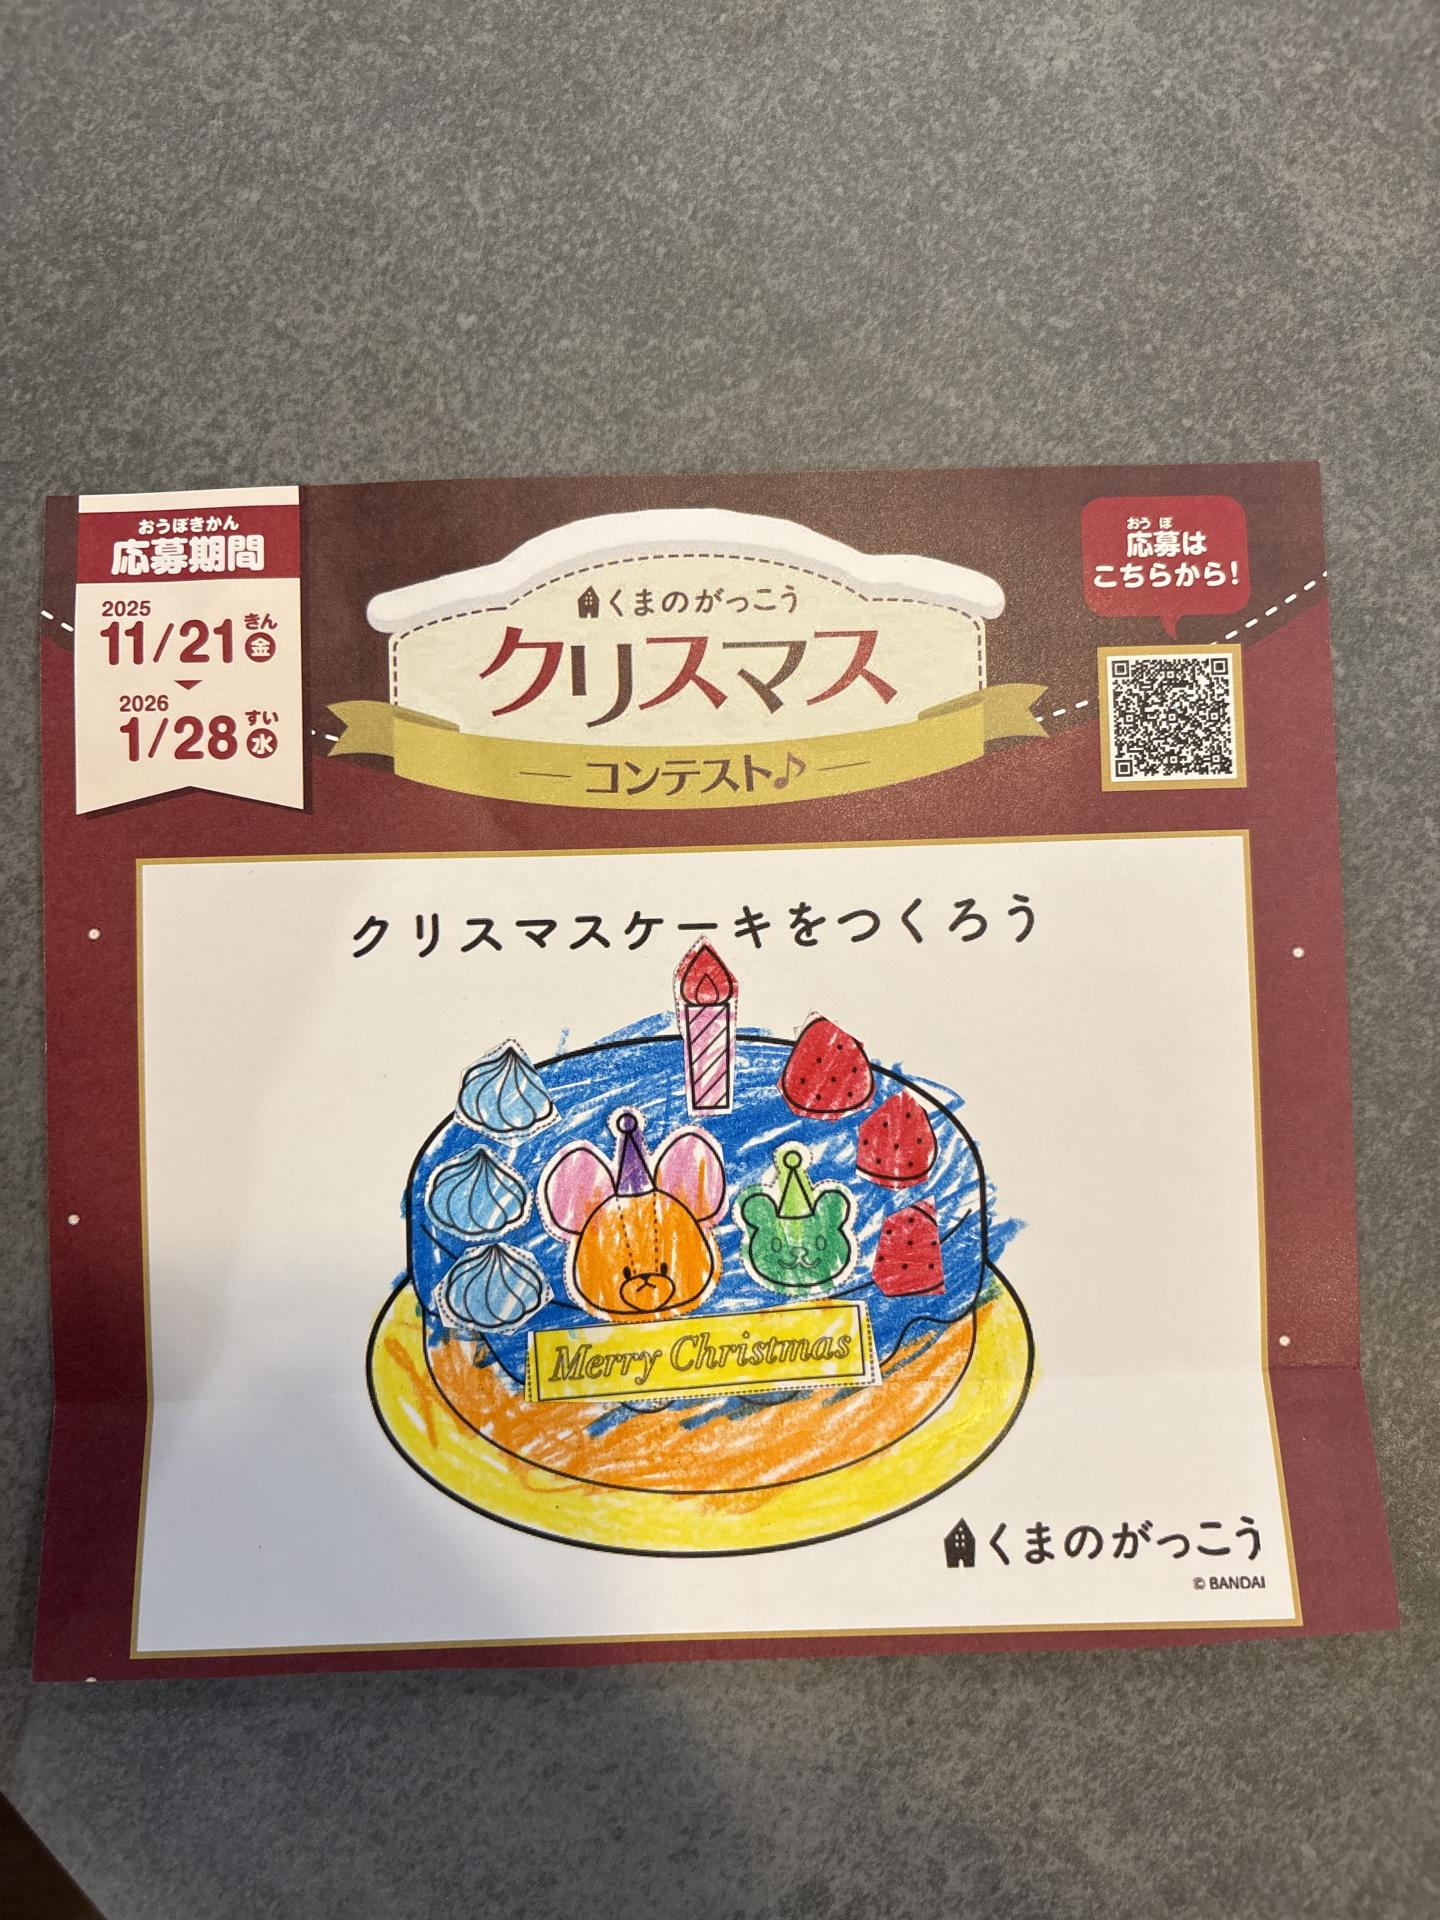 おうぼきかん
応募期間
2025
11/21 きん 金
2026
1/28 すい 水
くまのがっこう
クリスマス
コンテスト♪
おうぼ
応募は
こちらから!
クリスマスケーキをつくろう
Merry Christmas
くまのがっこう
© BANDAI